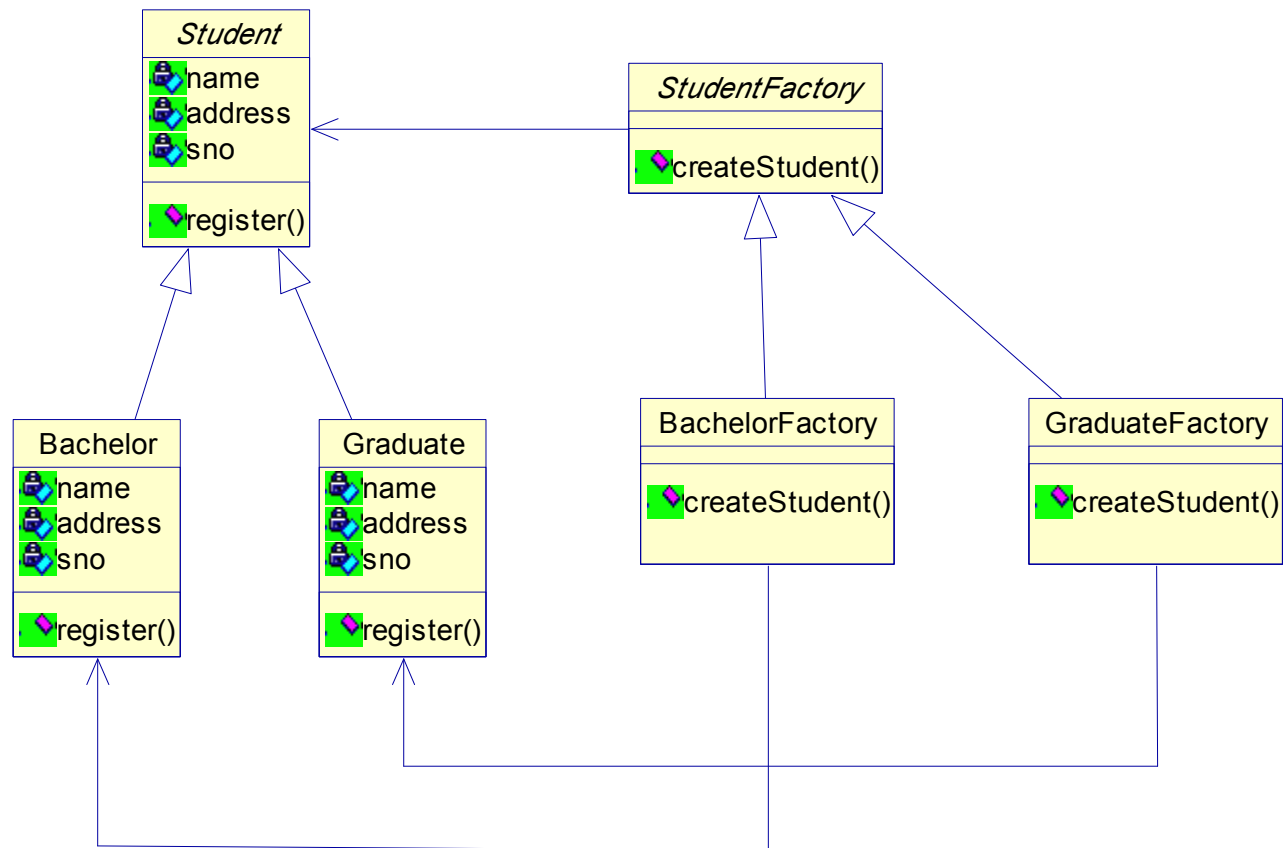 Student
name
address
sno
register()
StudentFactory
createStudent()
Bachelor
name
address
sno
register()
Graduate
name
address
sno
register()
BachelorFactory
createStudent()
GraduateFactory
createStudent()